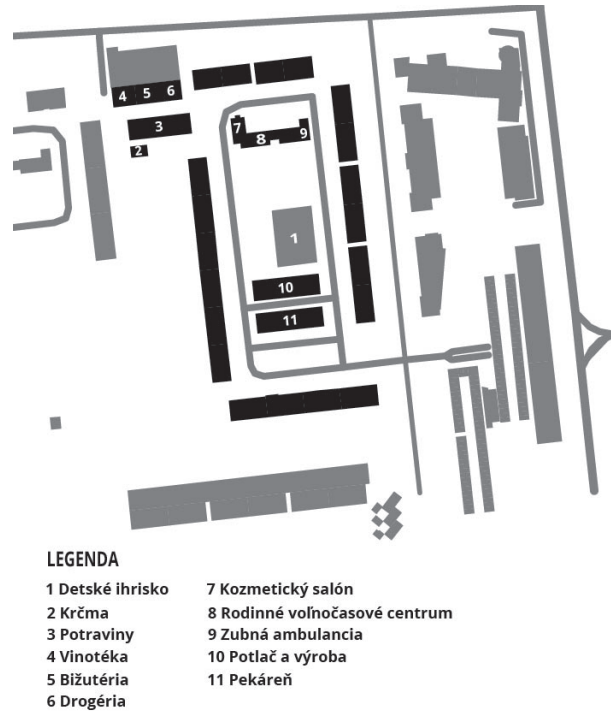 4 5 6
3
2
7
8
9
1
10
11
LEGENDA
1 Detské ihrisko
2 Krčma
3 Potraviny
4 Vinotéka
5 Bižutéria
6 Drogéria
7 Kozmetický salón
8 Rodinné voľnočasové centrum
9 Zubná ambulancia
10 Potlač a výroba
11 Pekáreň